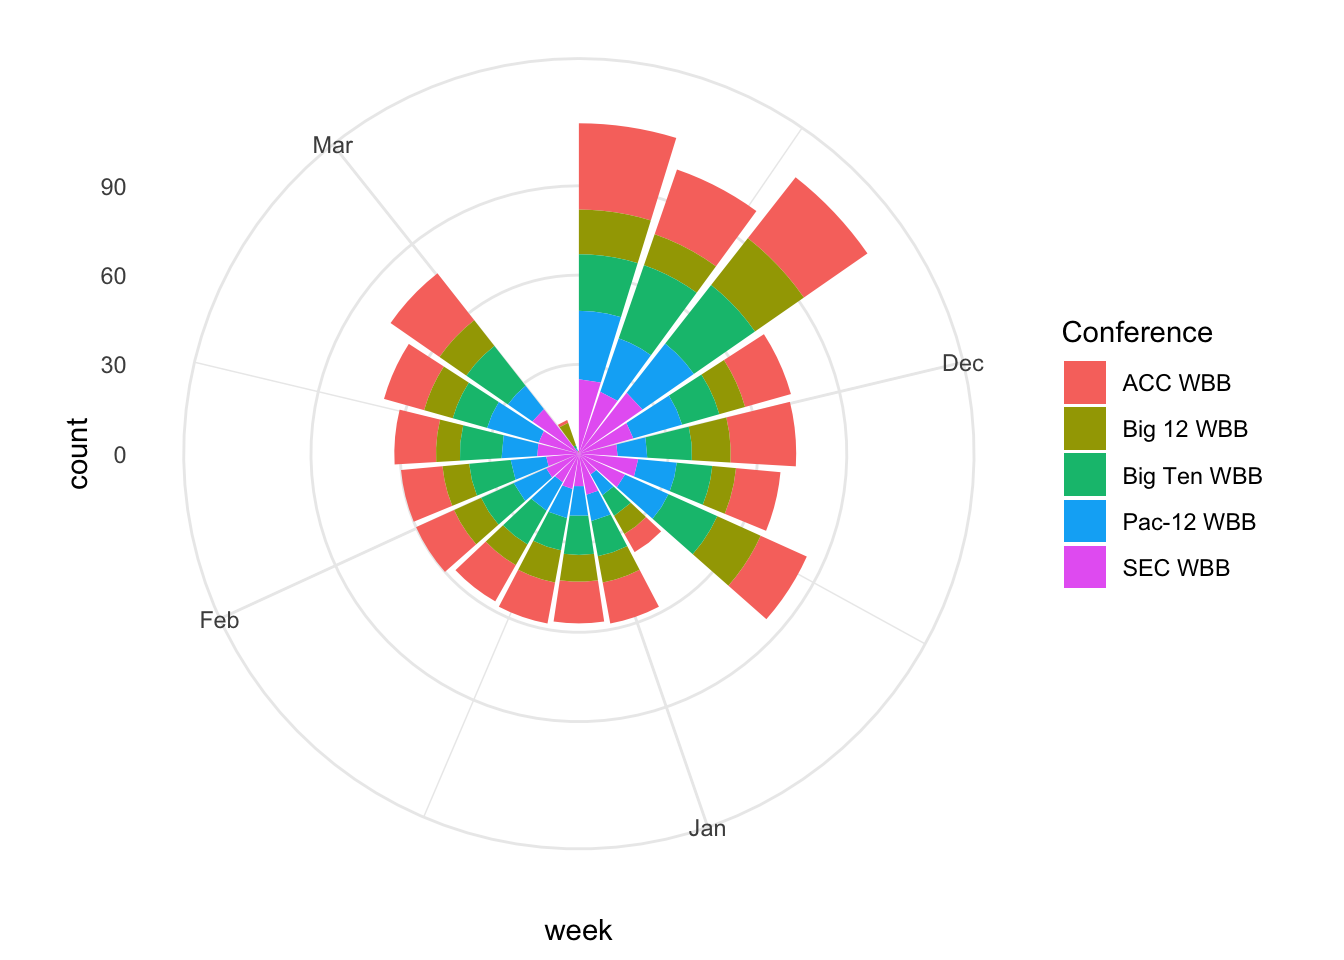 Mar
90
60
30
0
count
Dec
Feb
Jan
week
Conference
ACC WBB
Big 12 WBB
Big Ten WBB
Pac-12 WBB
SEC WBB